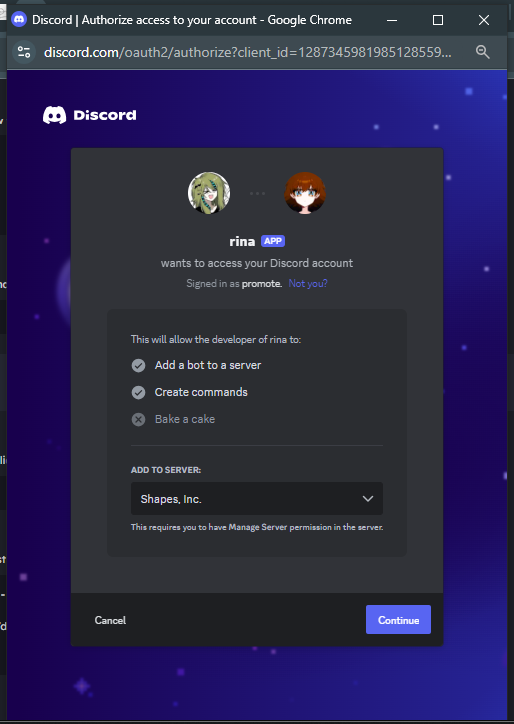 Discord | Authorize access to your account - Google Chrome
discord.com/oauth2/authorize?client_id=1287345981985128559...
Discord
rina APP
wants to access your Discord account
Signed in as promote. Not you?
This will allow the developer of rina to:
Add a bot to a server
Create commands
Bake a cake
ADD TO SERVER:
Shapes, Inc.
This requires you to have Manage Server permission in the server.
Cancel
Continue